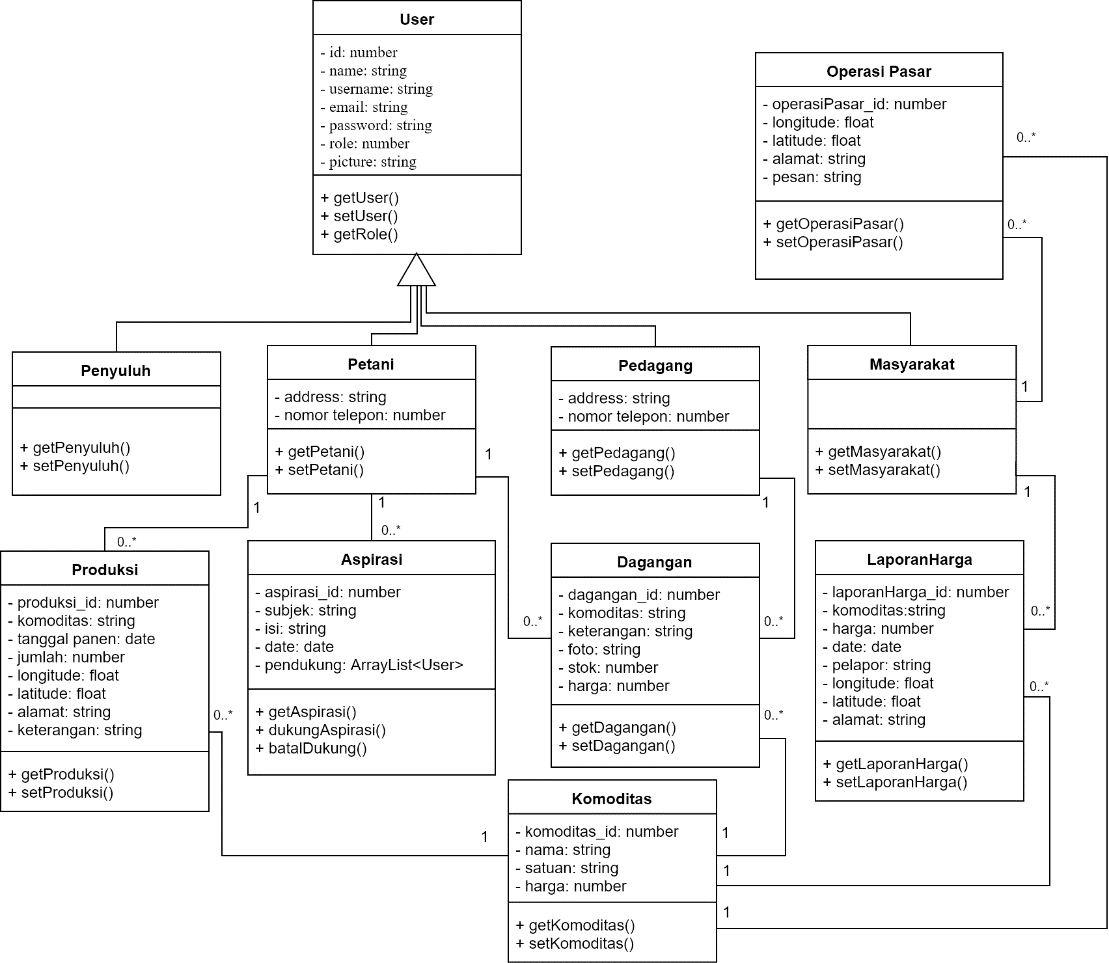 User
- id: number
- name: string
- username: string
- email: string
- password: string
- role: number
- picture: string
+ getUser()
+ setUser()
+ getRole()
Operasi Pasar
- operasiPasar_id: number
- longitude: float
- latitude: float
- alamat: string
- pesan: string
+ getOperasiPasar()
+ setOperasiPasar()
0..*
0..*
Penyuluh
+ getPenyuluh()
+ setPenyuluh()
Petani
- address: string
- nomor telepon: number
+ getPetani()
+ setPetani()
1
1
1
Pedagang
- address: string
- nomor telepon: number
+ getPedagang()
+ setPedagang()
1
Masyarakat
+ getMasyarakat()
+ setMasyarakat()
1
1
0..*
Produksi
- produksi_id: number
- komoditas: string
- tanggal panen: date
- jumlah: number
- longitude: float
- latitude: float
- alamat: string
- keterangan: string
+ getProduksi()
+ setProduksi()
0..*
0..*
Aspirasi
- aspirasi_id: number
- subjek: string
- isi: string
- date: date
- pendukung: ArrayList<User>
+ getAspirasi()
+ dukungAspirasi()
+ batalDukung()
0..*
Dagangan
- dagangan_id: number
- komoditas: string
- keterangan: string
- foto: string
- stok: number
- harga: number
+ getDagangan()
+ setDagangan()
0..*
0..*
LaporanHarga
- laporanHarga_id: number
- komoditas:string
- harga: number
- date: date
- pelapor: string
- longitude: float
- latitude: float
- alamat: string
+ getLaporanHarga()
+ setLaporanHarga()
0..*
0..*
Komoditas
- komoditas_id: number
- nama: string
- satuan: string
- harga: number
+ getKomoditas()
+ setKomoditas()
1
1
1
1